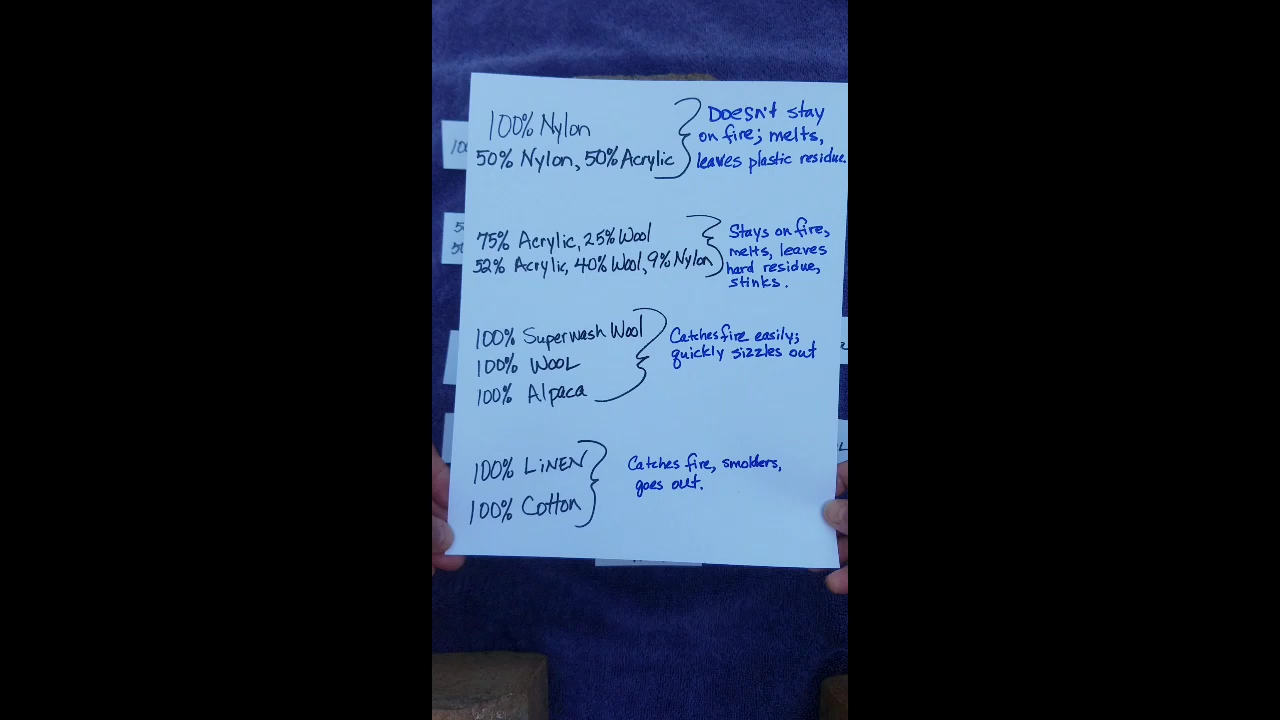 100% Nylon
50% Nylon, 50% Acrylic
Doesn't stay
on fire; melts,
leaves plastic residue.
75% Acrylic, 25% Wool
52% Acrylic, 40% Wool, 9% Nylon
Stays on fire,
melts, leaves
hard residue,
stinks.
100% Superwash Wool
100% WOOL
100% Alpaca
Catches fire easily;
quickly sizzles out
100% LiNEN
100% Cotton
Catches fire, smolders,
goes out.